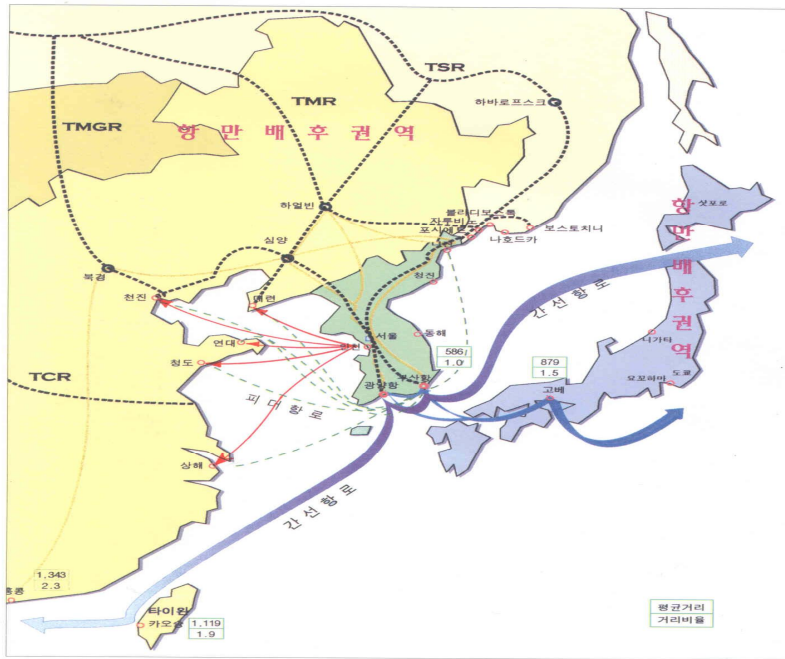 TSR
TMR
하바로프스크
TMGR
항만배후권역
삿포로
항만배후권역
하얼빈
블라디보스톡
자루비노
포시에트
보스토치니
나호드카
심양
북경
청진
천진
대련
간선항로
연대
서울
인천
동해
니가타
청도
586
1.0
879
1.5
TCR
광양항
부산항
고베
요꼬하마
도쿄
피더항로
상해
간선항로
1,343
2.3
홍콩
타이완
카오슝
1,119
1.9
평균거리
거리비율